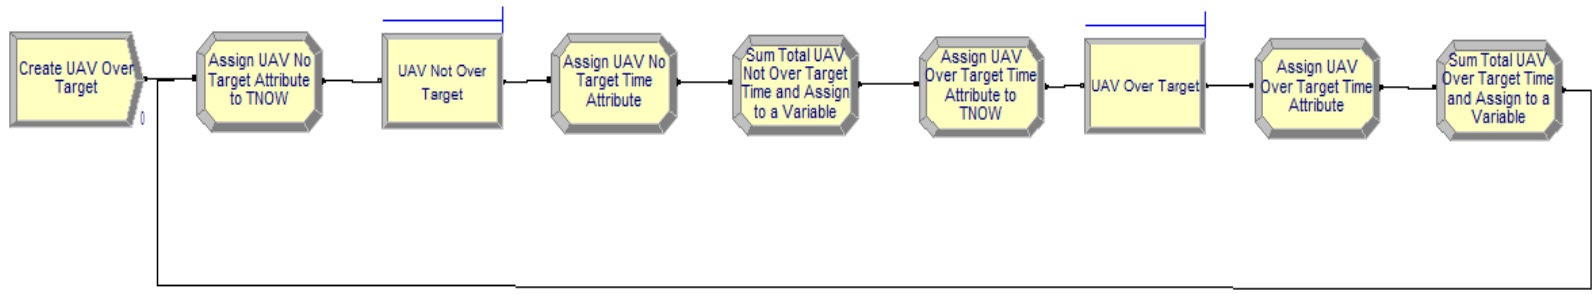 Create UAV Over
Target
0
Assign UAV No
Target Attribute
to TNOW
UAV Not Over
Target
Assign UAV No
Target Time
Attribute
Sum Total UAV
Not Over Target
Time and Assign
to a Variable
Assign UAV
Over Target Time
Attribute to
TNOW
UAV Over Target
Assign UAV
Over Target Time
Attribute
Sum Total UAV
Over Target Time
and Assign to a
Variable